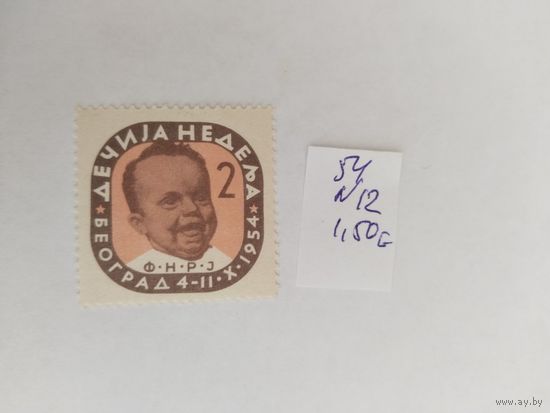 ДЕЧИЈА НЕДЕЉА
2
Ф·Н·Р·Ј
★ БЕОГРАД 4-11·X·1954 ★
54
N12
1,50
www.ay.by